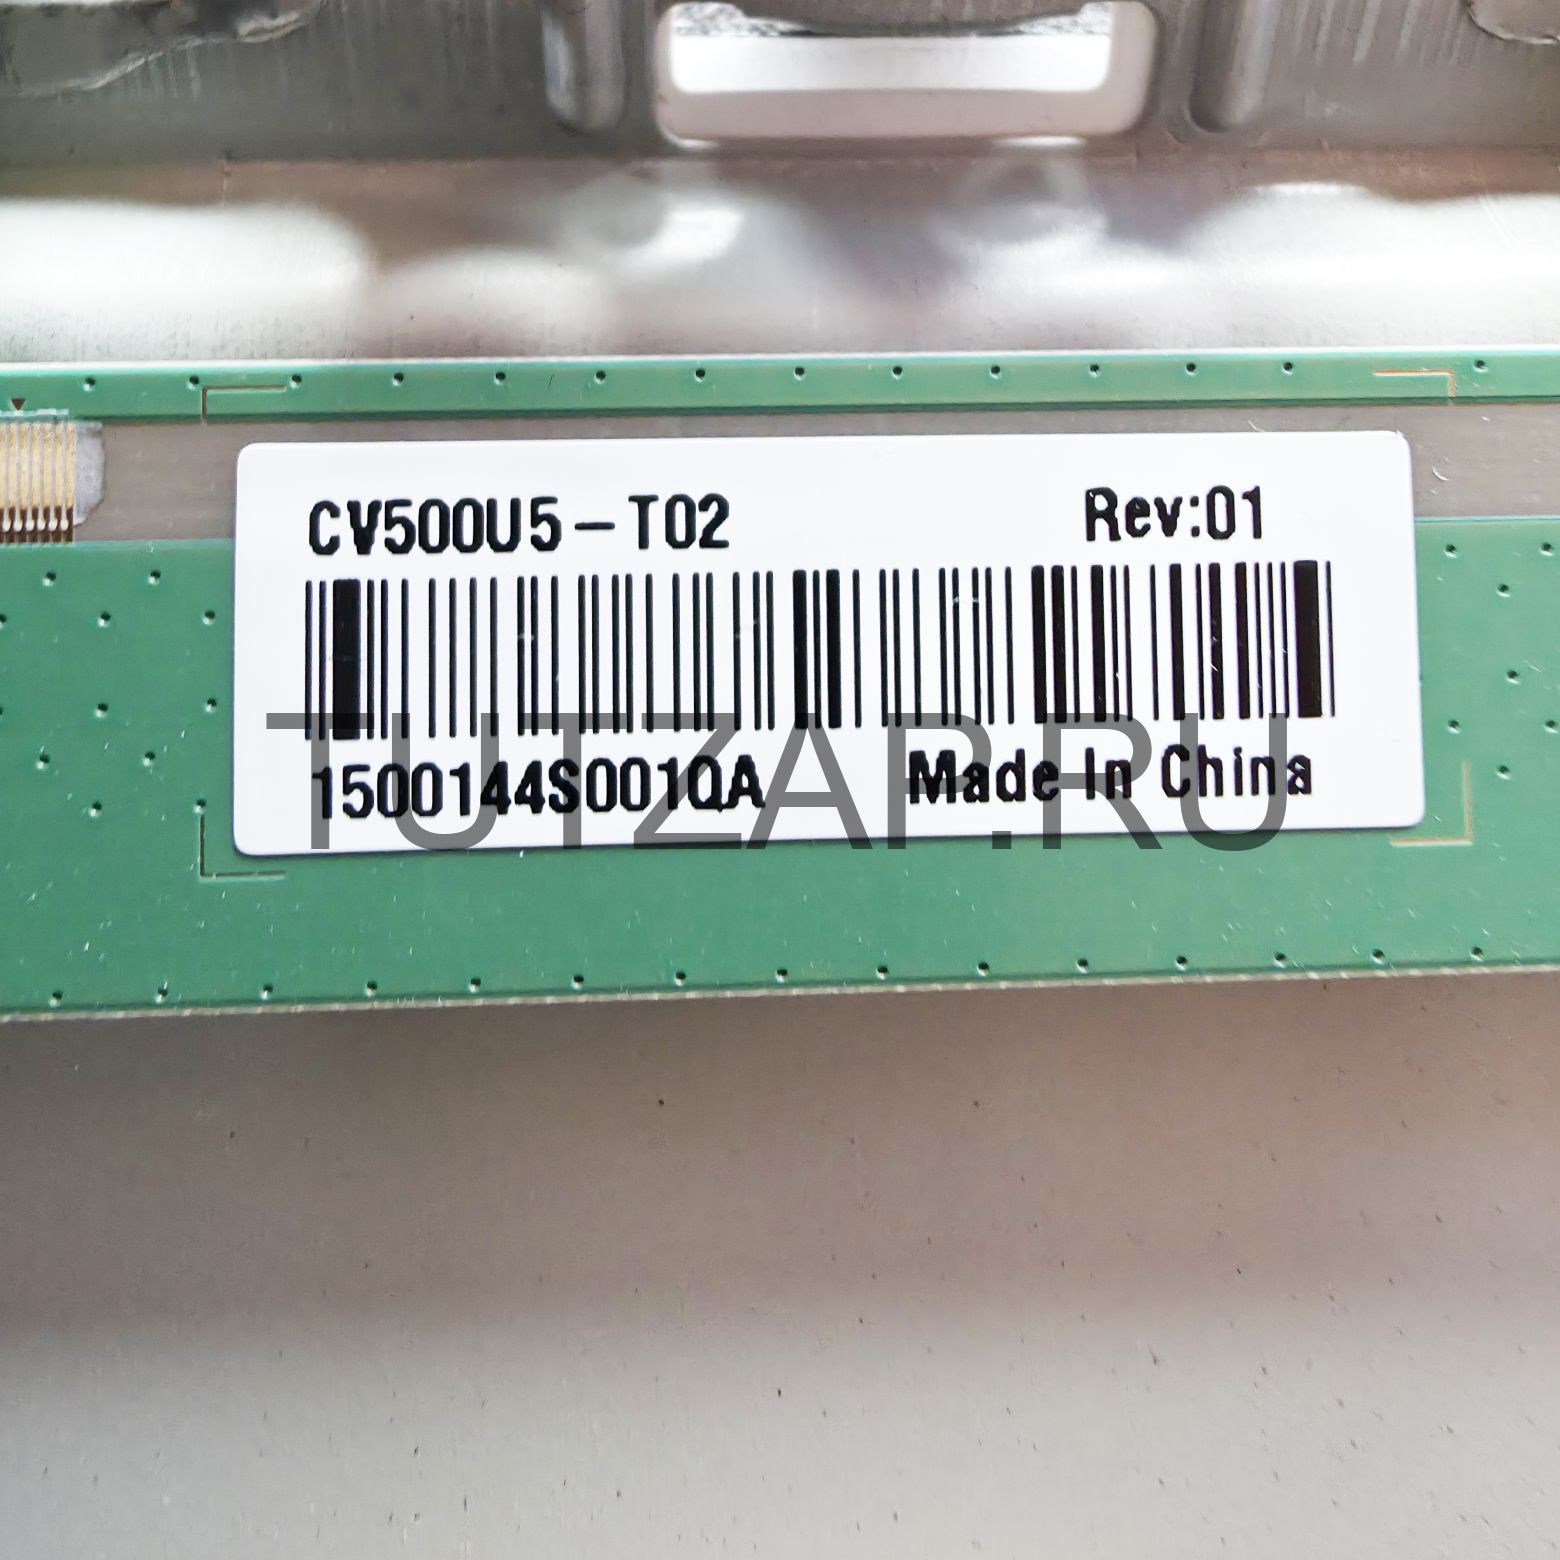 CV500U5-T02 Rev:01
1500144S001QA Made In China
TUTZAP.RU